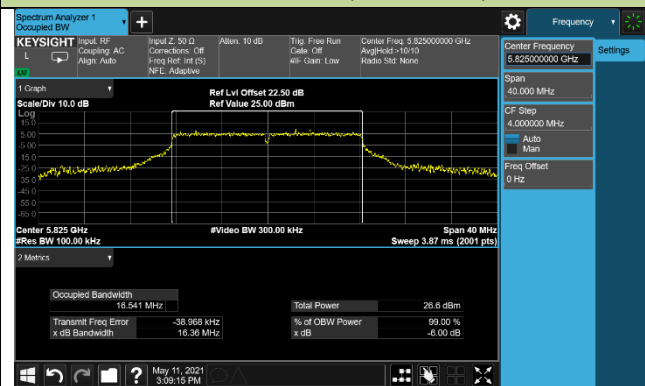 Spectrum Analyzer 1
Occupied BW
Frequency
KEYSIGHT
L
LXI
Input: RF
Coupling: AC
Align: Auto
Input Z: 50 Ω
Corrections: Off
Freq Ref: Int (S)
NFE: Adaptive
Atten: 10 dB
Trig: Free Run
Gate: Off
#IF Gain: Low
Center Freq: 5.825000000 GHz
Avg|Hold:>10/10
Radio Std: None
Center Frequency
5.825000000 GHz
Settings
Span
40.000 MHz
CF Step
4.000000 MHz
Auto
Man
Freq Offset
0 Hz
1 Graph
Scale/Div 10.0 dB
Ref Lvl Offset 22.50 dB
Ref Value 25.00 dBm
Log
15.0
5.00
-5.00
-15.0
-25.0
-35.0
-45.0
-55.0
-65.0
Center 5.825 GHz
#Video BW 300.00 kHz
Span 40 MHz
#Res BW 100.00 kHz
Sweep 3.87 ms (2001 pts)
2 Metrics
Occupied Bandwidth
16.541 MHz
Total Power 26.6 dBm
Transmit Freq Error -38.968 kHz
% of OBW Power 99.00 %
x dB Bandwidth 16.36 MHz
x dB -6.00 dB
May 11, 2021
3:09:15 PM